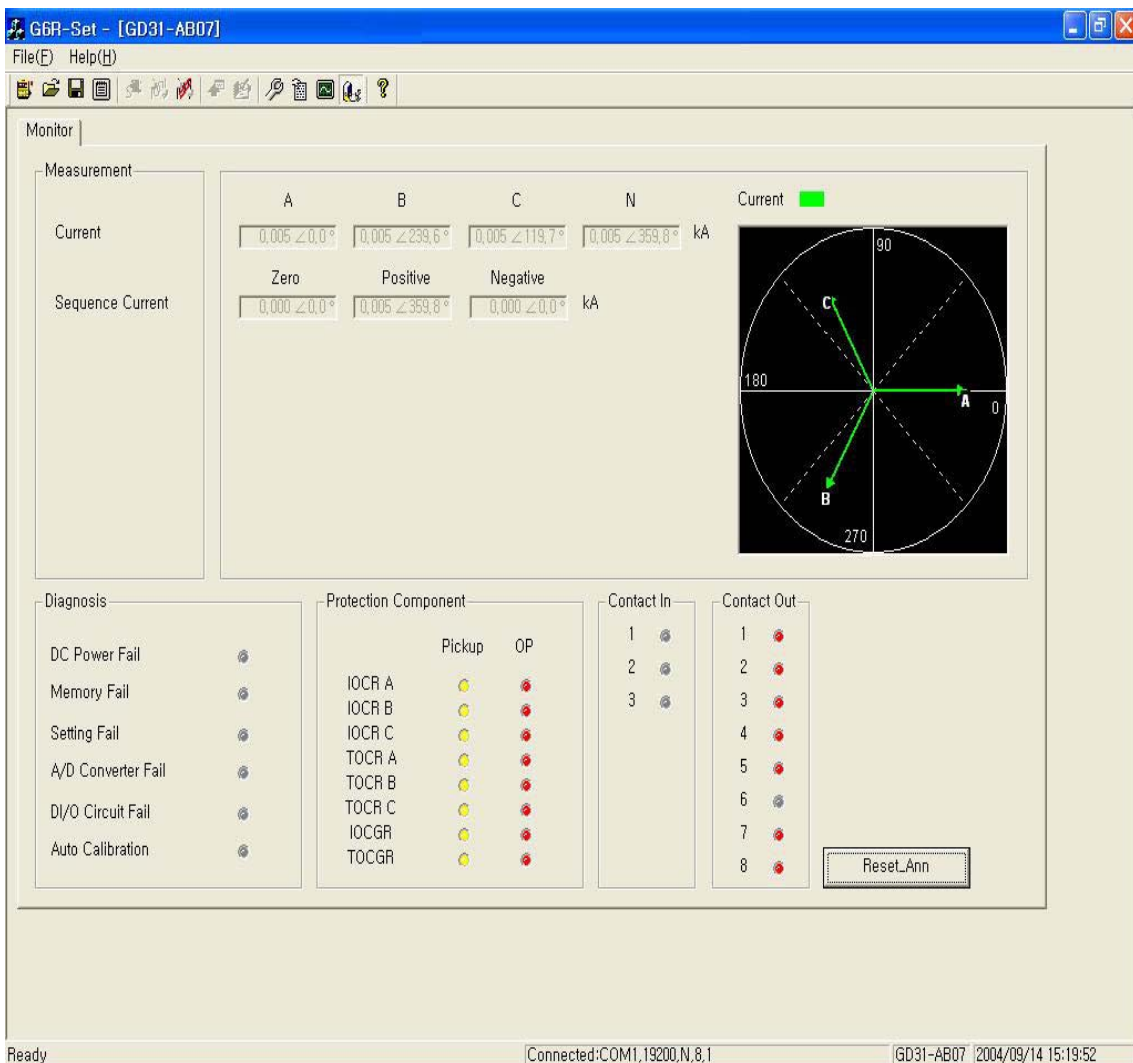 G6R-Set - [GD31-AB07]
File(F) Help(H)
Monitor
Measurement
A B C N
Current 0,005 ∠0,0 ° 0,005 ∠239,6 ° 0,005 ∠119,7 ° 0,005 ∠359,8 ° kA
Zero Positive Negative
Sequence Current 0,000 ∠0,0 ° 0,005 ∠359,8 ° 0,000 ∠0,0 ° kA
Current
90
C
180
A
0
B
270
Diagnosis
DC Power Fail
Memory Fail
Setting Fail
A/D Converter Fail
DI/O Circuit Fail
Auto Calibration
Protection Component
Pickup OP
IOCR A
IOCR B
IOCR C
TOCR A
TOCR B
TOCR C
IOCGR
TOCGR
Contact In
1
2
3
Contact Out
1
2
3
4
5
6
7
8
Reset_Ann
Ready Connected:COM1,19200,N,8,1 GD31-AB07 2004/09/14 15:19:52